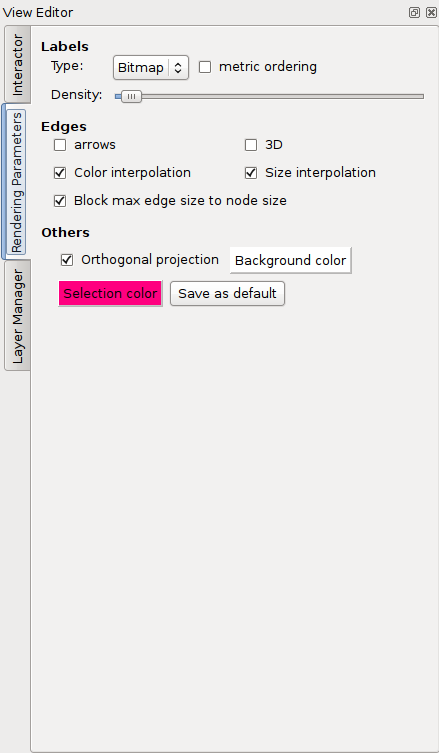 View Editor
Interactor
Rendering Parameters
Layer Manager
Labels
Type: Bitmap metric ordering
Density:
Edges
arrows 3D
Color interpolation Size interpolation
Block max edge size to node size
Others
Orthogonal projection Background color
Selection color Save as default